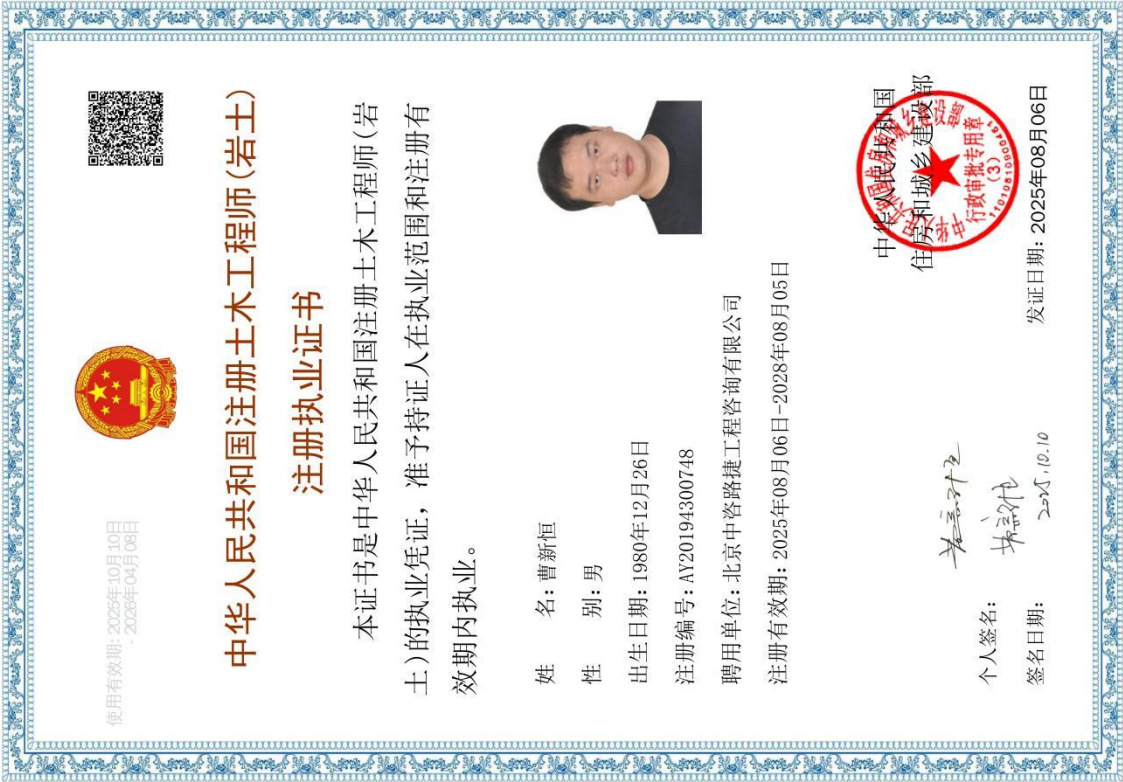 使用有效期: 2025年10月10日
- 2026年04月08日
中华人民共和国注册土木工程师(岩土)
注册执业证书
本证书是中华人民共和国注册土木工程师(岩
土)的执业凭证, 准予持证人在执业范围和注册有
效期内执业。
姓 名: 曹新恒
性 别: 男
出生日期: 1980年12月26日
注册编号: AY20194300748
聘用单位: 北京中咨路捷工程咨询有限公司
注册有效期: 2025年08月06日-2028年08月05日
中华人民共和国
住房和城乡建设部
行政审批专用章
(3)
个人签名:
签名日期:
2025.10.10
发证日期: 2025年08月06日